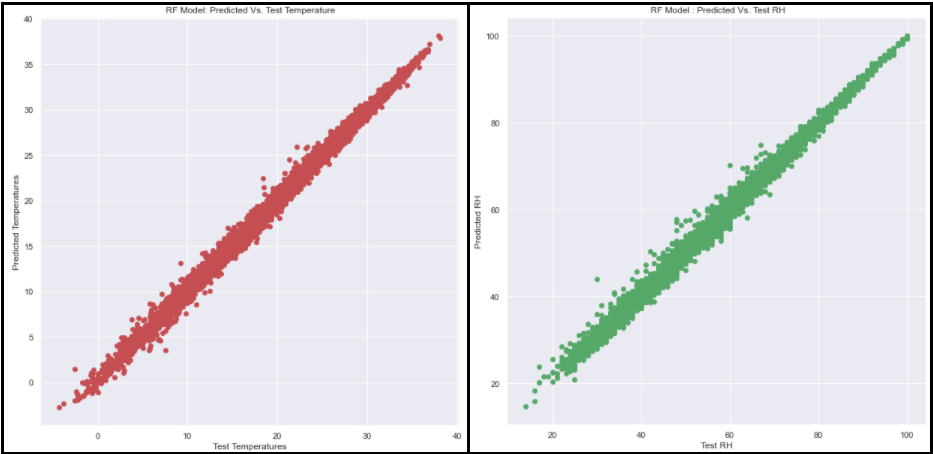 RF Model: Predicted Vs. Test Temperature
40
35
30
25
20
15
10
5
0
Predicted Temperatures
0 10 20 30 40
Test Temperatures
RF Model : Predicted Vs. Test RH
100
80
60
40
20
Predicted RH
20 40 60 80 100
Test RH